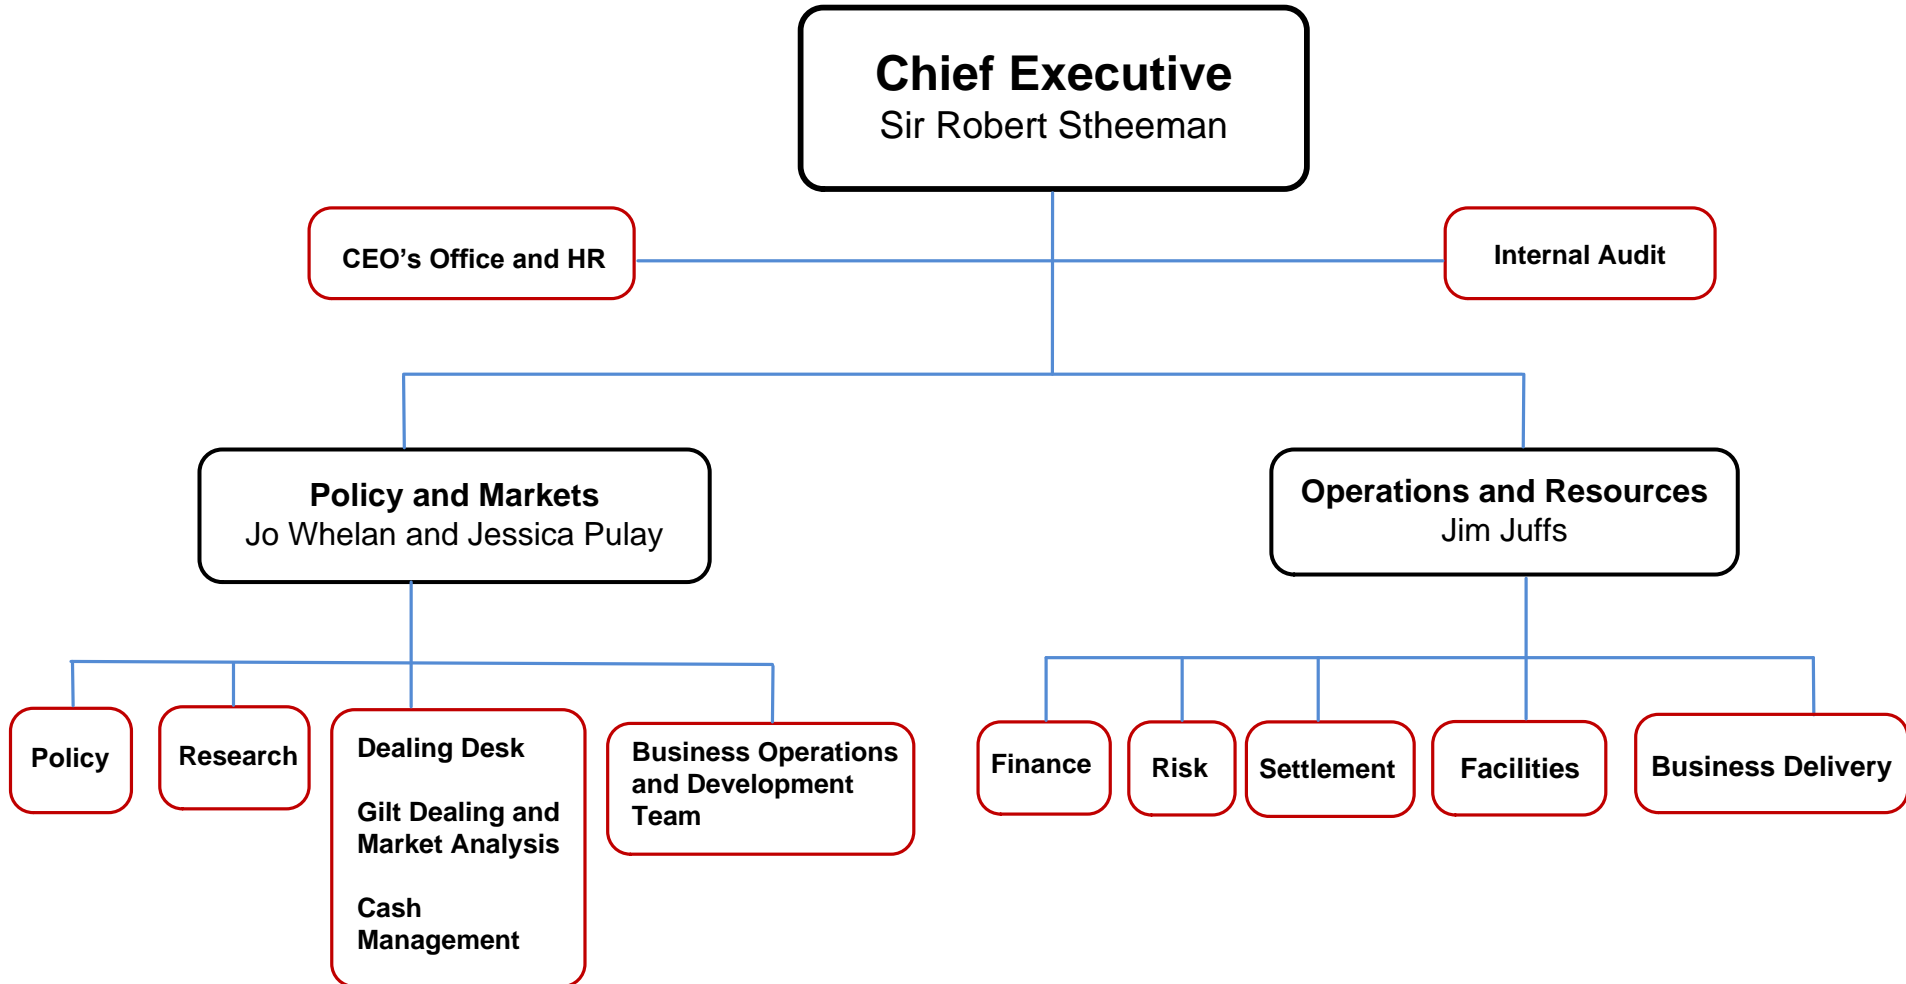 Chief Executive
Sir Robert Stheeman
CEO’s Office and HR
Internal Audit
Policy and Markets
Jo Whelan and Jessica Pulay
Operations and Resources
Jim Juffs
Policy
Research
Dealing Desk
Gilt Dealing and
Market Analysis
Cash
Management
Business Operations
and Development
Team
Finance
Risk
Settlement
Facilities
Business Delivery